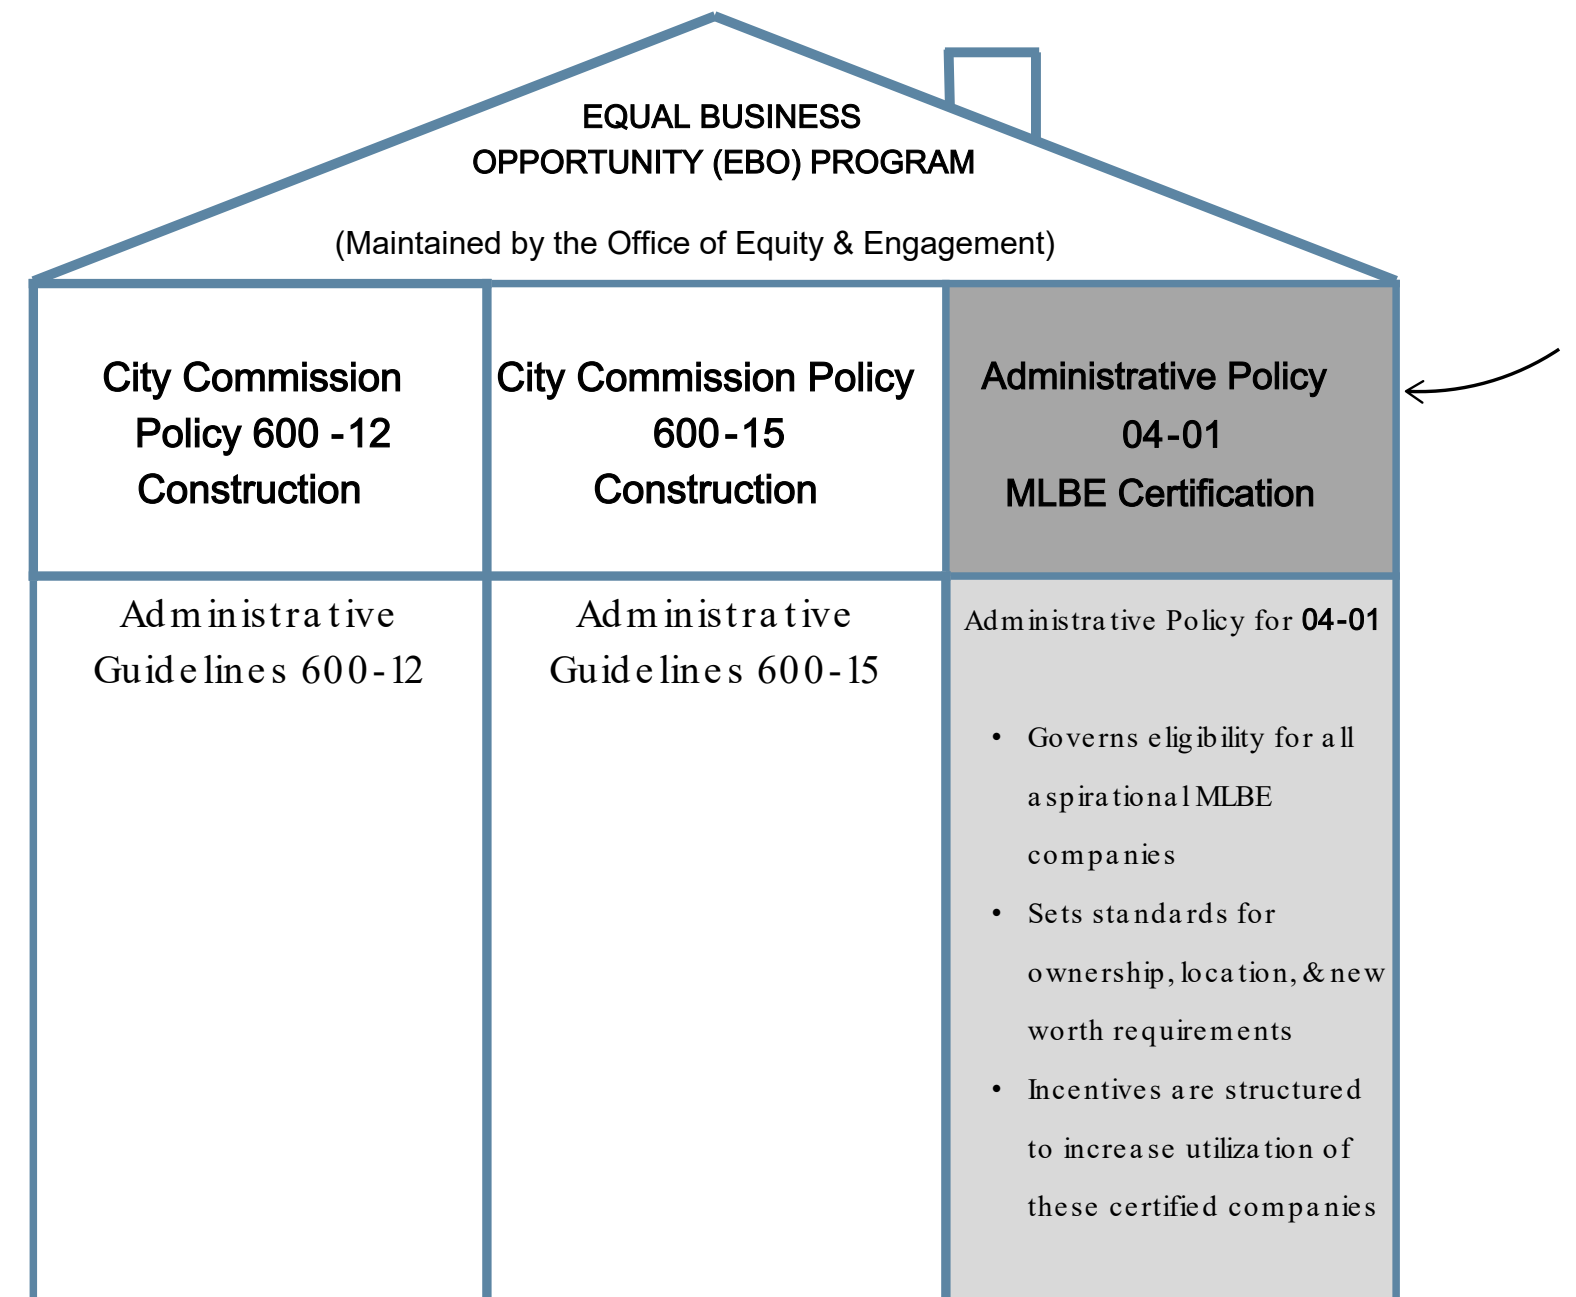 EQUAL BUSINESS
OPPORTUNITY (EBO) PROGRAM
(Maintained by the Office of Equity & Engagement)
City Commission
Policy 600 -12
Construction
City Commission Policy
600-15
Construction
Administrative Policy
04-01
MLBE Certification
Administrative
Guidelines 600-12
Administrative
Guidelines 600-15
Administrative Policy for 04-01
• Governs eligibility for all
aspirational MLBE
companies
• Sets standards for
ownership, location, & new
worth requirements
• Incentives are structured
to increase utilization of
these certified companies